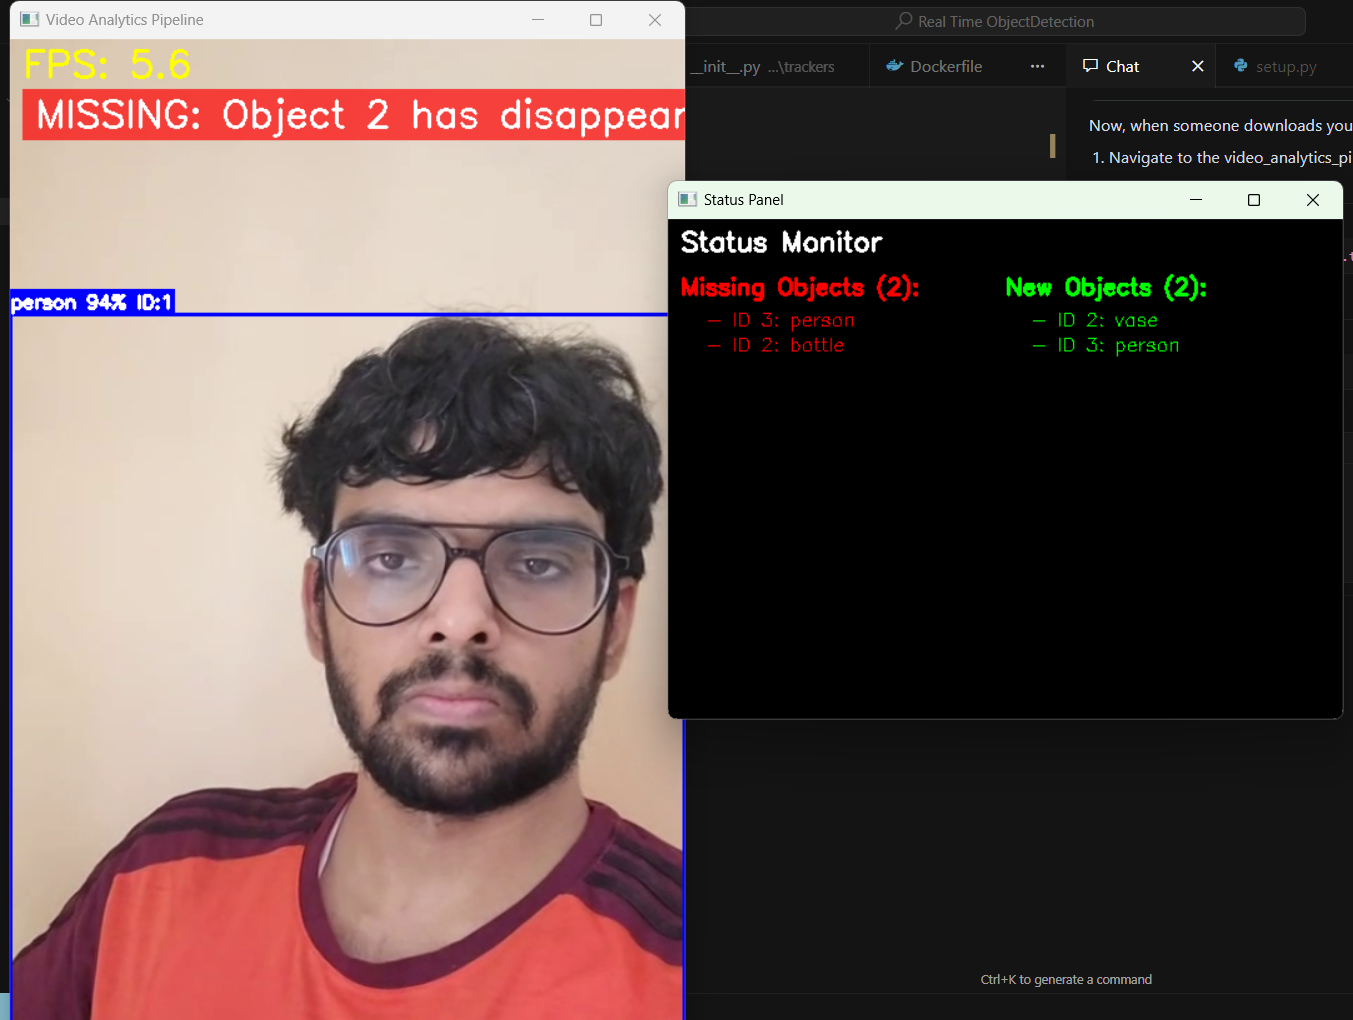 Video Analytics Pipeline
Real Time ObjectDetection
FPS: 5.6
__init__.py ...\trackers
Dockerfile
Chat
setup.py
MISSING: Object 2 has disappear
Now, when someone downloads you
1. Navigate to the video_analytics_pi
Status Panel
Status Monitor
Missing Objects (2):
New Objects (2):
- ID 3: person
- ID 2: vase
- ID 2: bottle
- ID 3: person
person 94% ID:1
Ctrl+K to generate a command